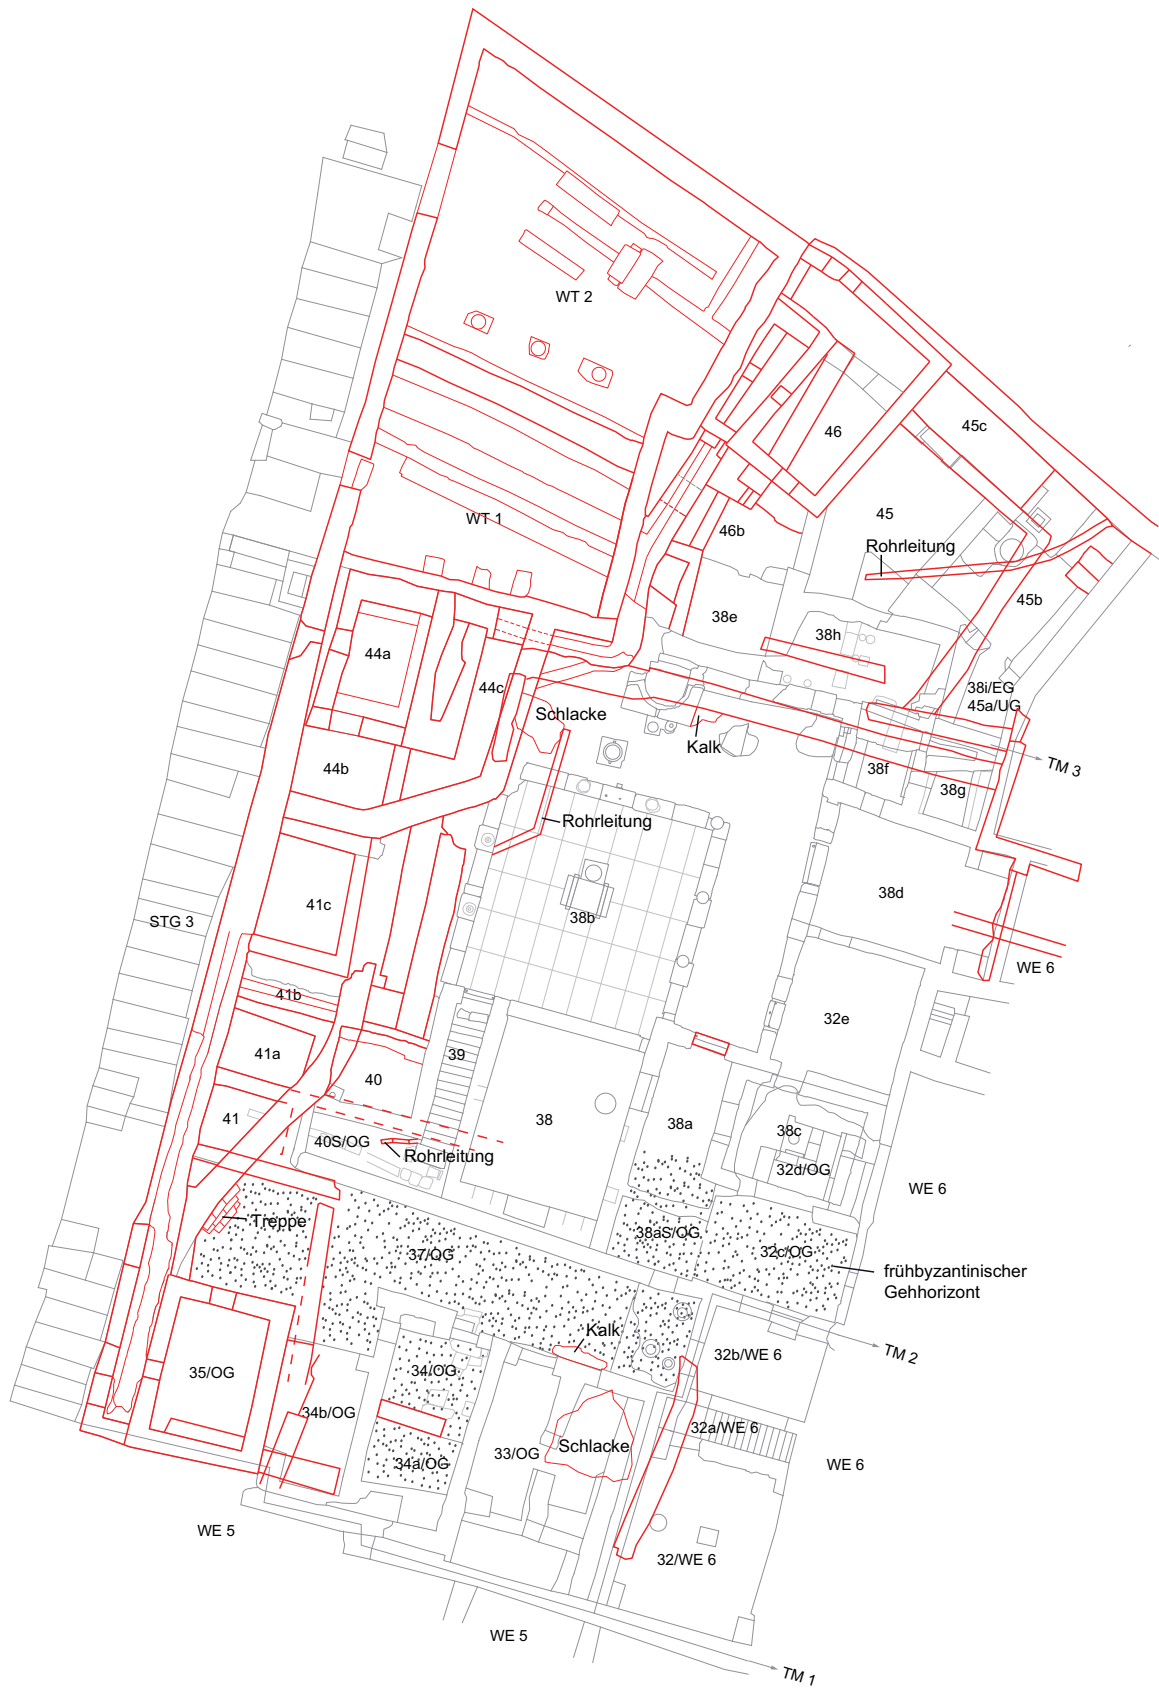 WT 2
46
45c
WT 1
46b
45
Rohrleitung
45b
38e
38h
44a
44c
38i/EG
45a/UG
Schlacke
Kalk
TM 3
44b
38f
38g
Rohrleitung
38d
41c
38b
STG 3
WE 6
41b
32e
41a
39
40
41
38
38a
38c
40S/OG
Rohrleitung
32d/OG
WE 6
Treppe
38aS/OG
37/OG
32c/OG
frühbyzantinischer
Gehhorizont
Kalk
TM 2
32b/WE 6
35/OG
34/OG
34b/OG
32a/WE 6
Schlacke
33/OG
34a/OG
WE 6
WE 5
32/WE 6
WE 5
TM 1